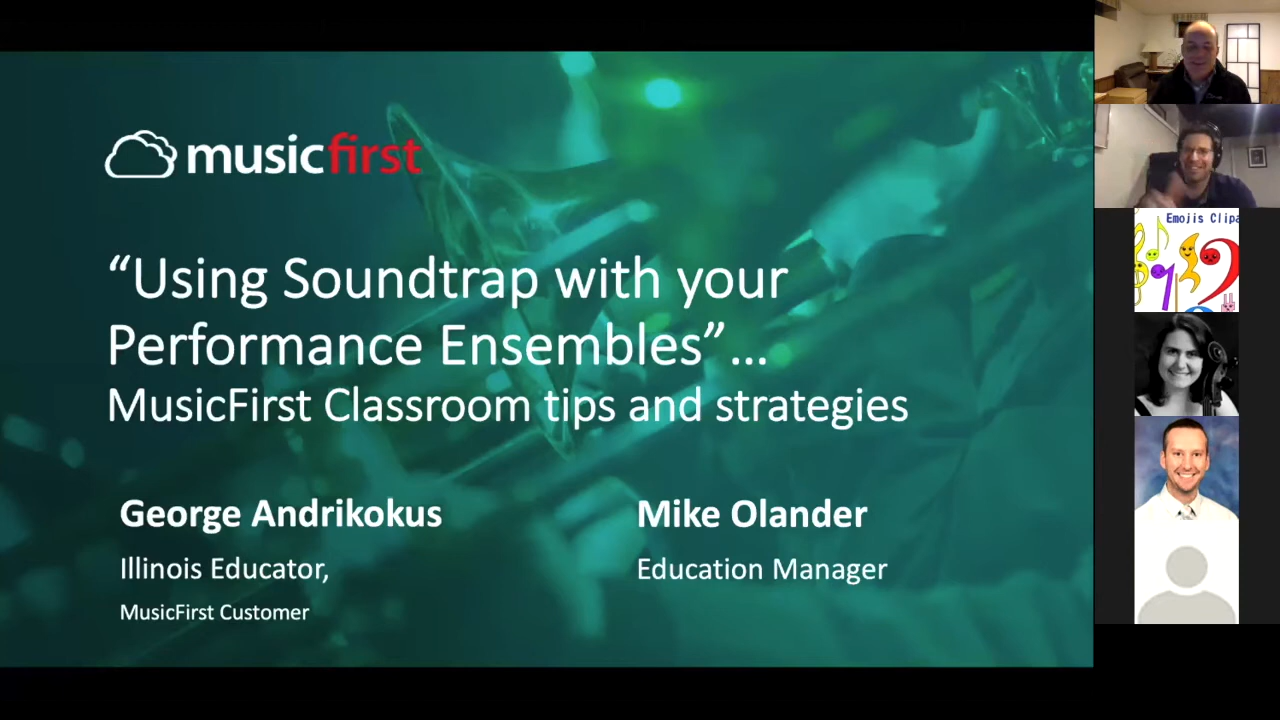 musicfirst
“Using Soundtrap with your
Performance Ensembles”...
MusicFirst Classroom tips and strategies
George Andrikokus
Mike Olander
Illinois Educator,
Education Manager
MusicFirst Customer
Emojis Clipa